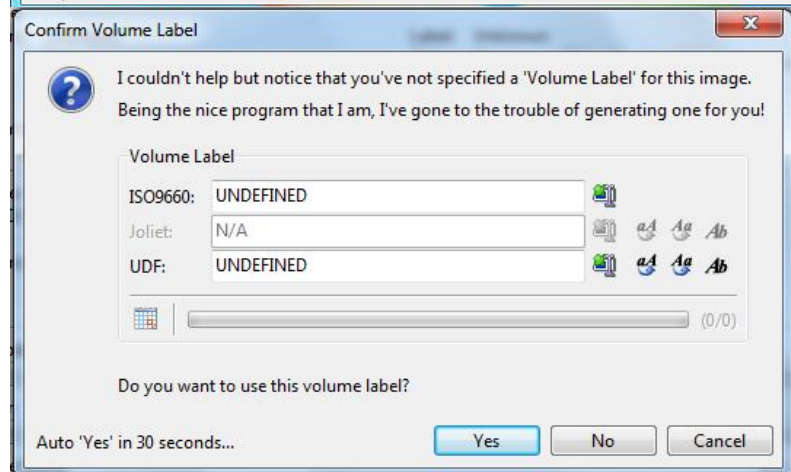 Confirm Volume Label
I couldn't help but notice that you've not specified a 'Volume Label' for this image.
Being the nice program that I am, I've gone to the trouble of generating one for you!
Volume Label
ISO9660: UNDEFINED
Joliet: N/A
UDF: UNDEFINED
(0/0)
Do you want to use this volume label?
Auto 'Yes' in 30 seconds... Yes No Cancel